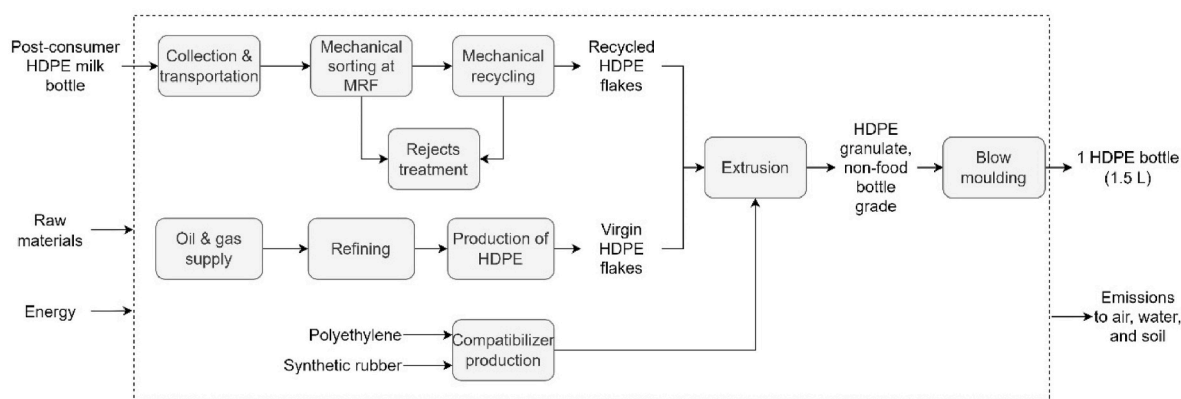 Post-consumer
HDPE milk
bottle
Collection &
transportation
Mechanical
sorting at
MRF
Mechanical
recycling
Recycled
HDPE
flakes
Rejects
treatment
Extrusion
HDPE
granulate,
non-food
bottle
grade
Blow
moulding
1 HDPE bottle
(1.5 L)
Raw
materials
Oil & gas
supply
Refining
Production of
HDPE
Virgin
HDPE
flakes
Energy
Polyethylene
Synthetic rubber
Compatibilizer
production
Emissions
to air, water,
and soil